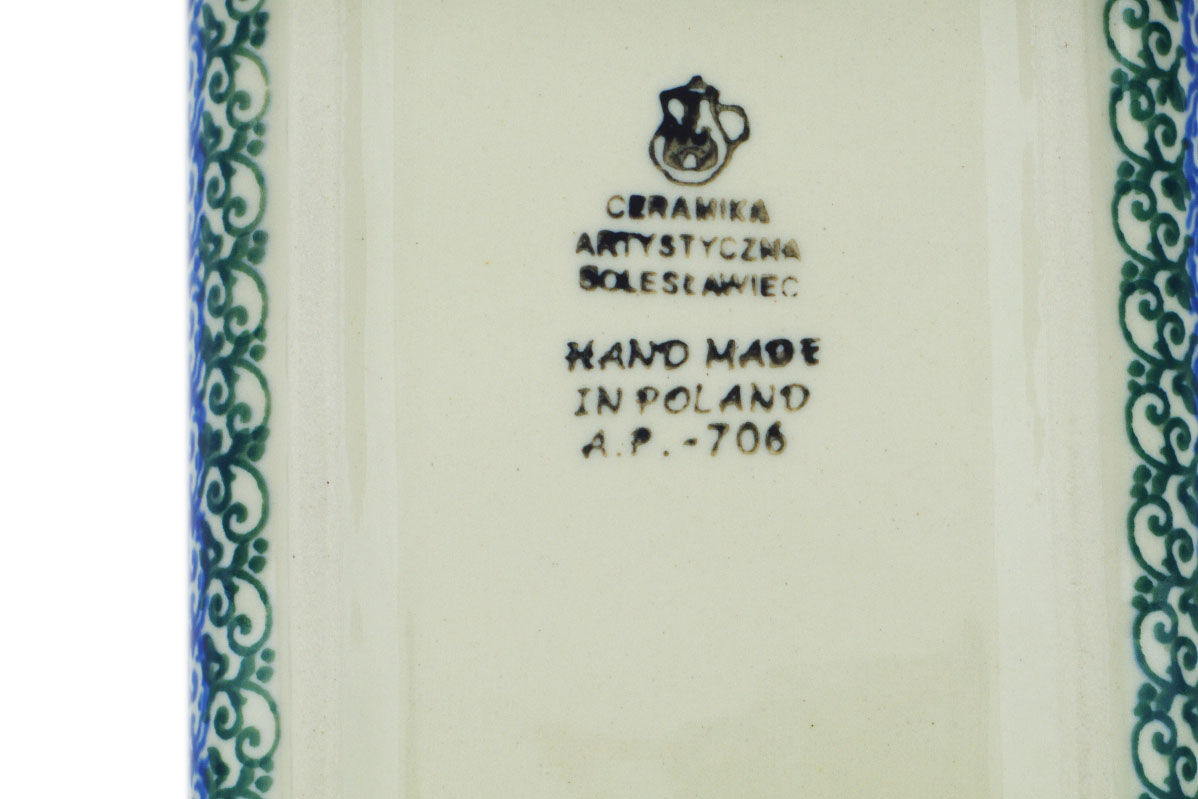 CERAMIKA
ARTYSTYCZNA
BOLESŁAWIEC
HAND MADE
IN POLAND
A.P.-706